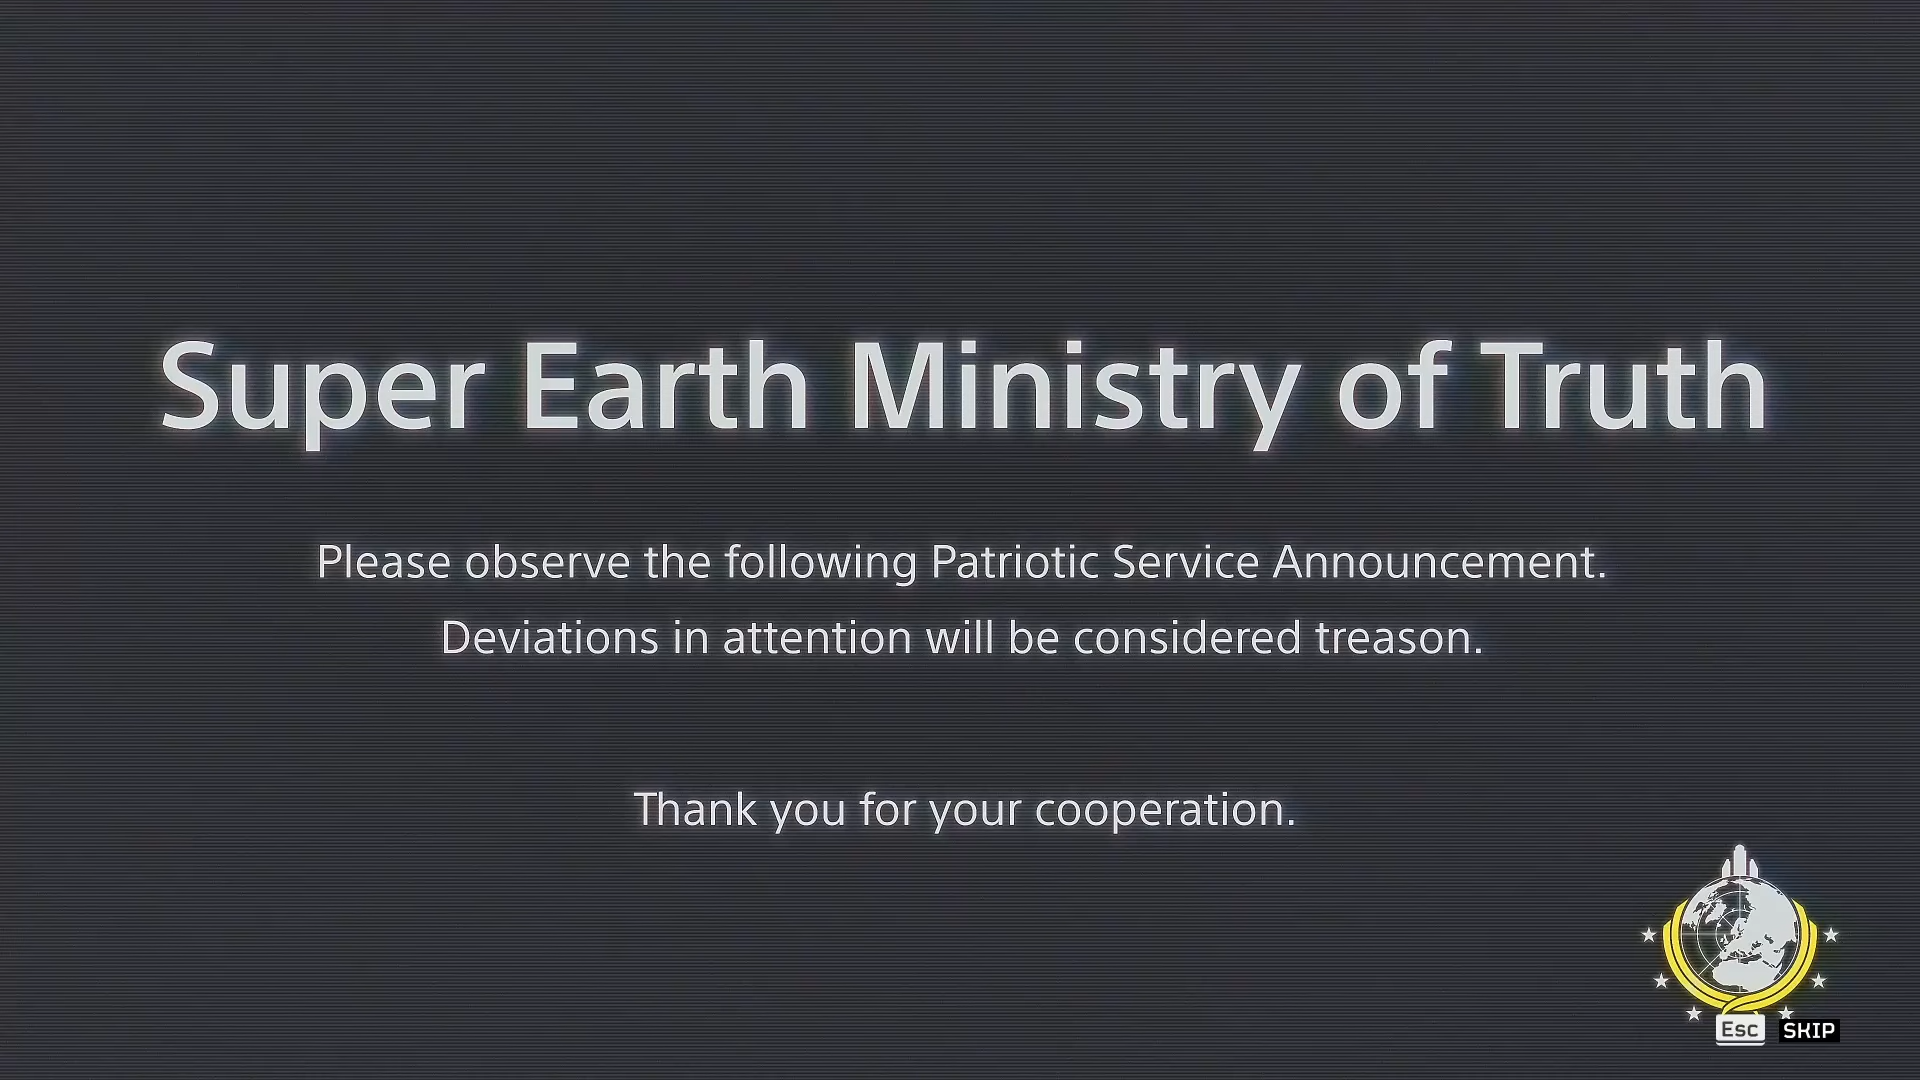 Super Earth Ministry of Truth
Please observe the following Patriotic Service Announcement.
Deviations in attention will be considered treason.
Thank you for your cooperation.
Esc SKIP